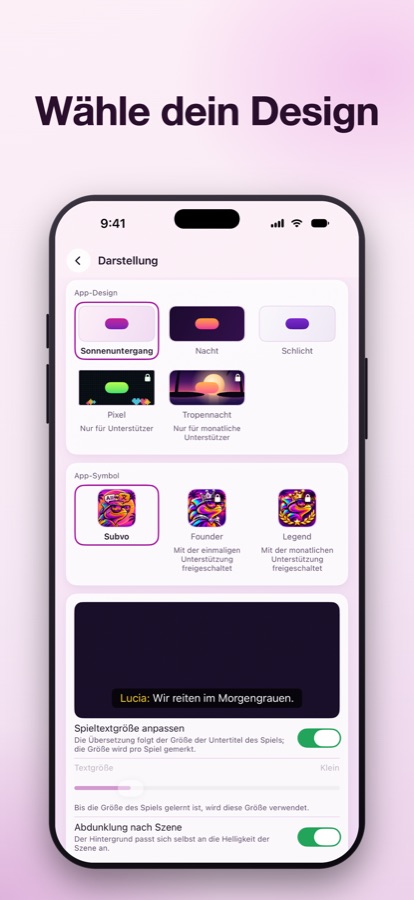 Wähle dein Design
9:41
Darstellung
App-Design
Sonnenuntergang
Nacht
Schlicht
Pixel
Tropennacht
Nur für Unterstützer
Nur für monatliche
Unterstützer
App-Symbol
Subvo
Founder
Legend
Mit der einmaligen
Unterstützung
freigeschaltet
Mit der monatlichen
Unterstützung
freigeschaltet
Lucia: Wir reiten im Morgengrauen.
Spieltextgröße anpassen
Die Übersetzung folgt der Größe der Untertitel des Spiels;
die Größe wird pro Spiel gemerkt.
Textgröße
Klein
Bis die Größe des Spiels gelernt ist, wird diese Größe verwendet.
Abdunklung nach Szene
Der Hintergrund passt sich selbst an die Helligkeit der
Szene an.